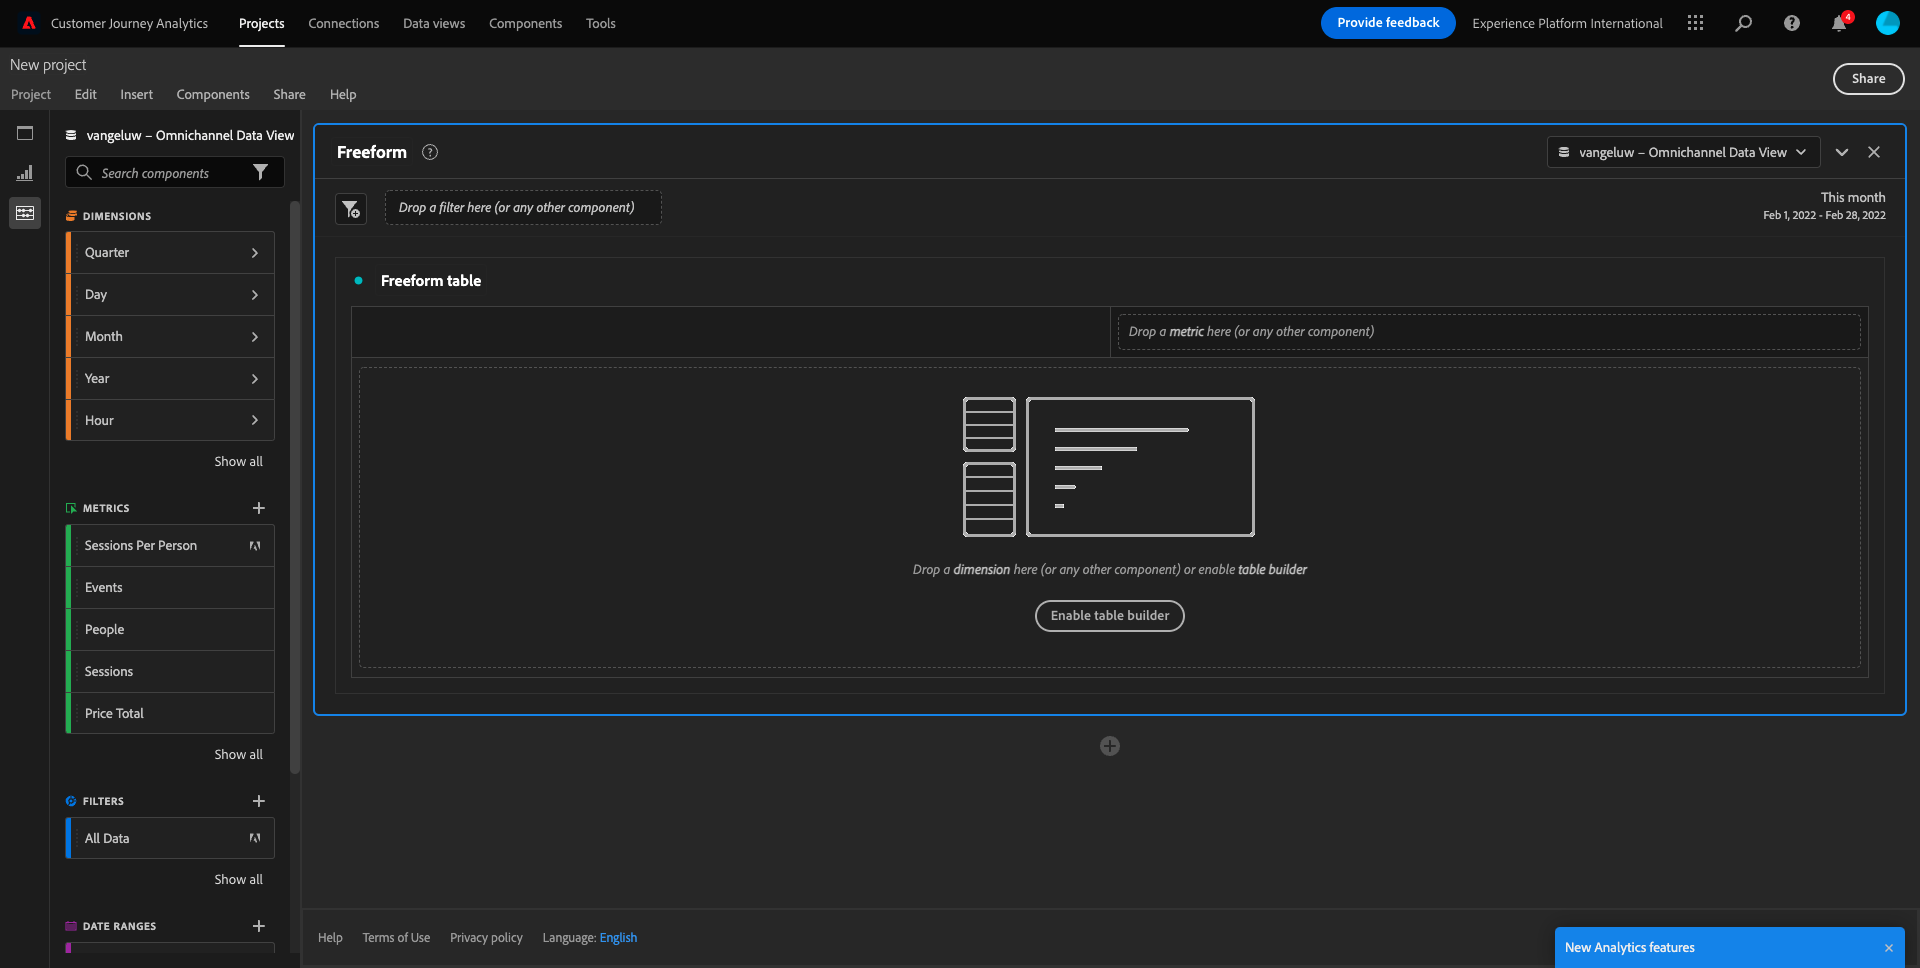 Customer Journey Analytics
Projects
Connections
Data views
Components
Tools
Provide feedback
Experience Platform International
4
New project
Project
Edit
Insert
Components
Share
Help
Share
vangeluw – Omnichannel Data View
Search components
DIMENSIONS
Quarter
Day
Month
Year
Hour
Show all
METRICS
Sessions Per Person
Events
People
Sessions
Price Total
Show all
FILTERS
All Data
Show all
DATE RANGES
Freeform
?
vangeluw – Omnichannel Data View
Drop a filter here (or any other component)
This month
Feb 1, 2022 - Feb 28, 2022
Freeform table
Drop a metric here (or any other component)
Drop a dimension here (or any other component) or enable table builder
Enable table builder
Help
Terms of Use
Privacy policy
Language: English
New Analytics features